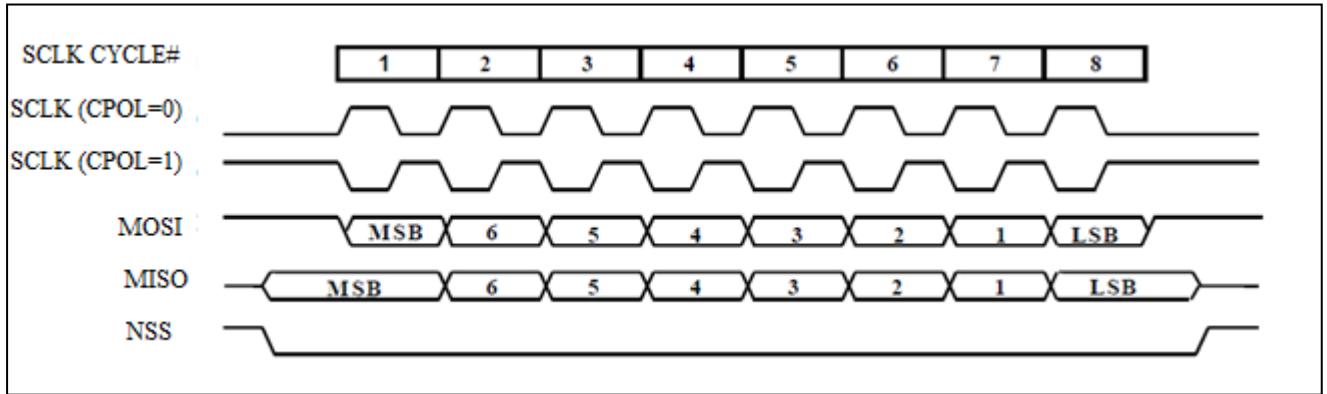 SCLK CYCLE# 1 2 3 4 5 6 7 8
SCLK (CPOL=0)
SCLK (CPOL=1)
MOSI MSB 6 5 4 3 2 1 LSB
MISO MSB 6 5 4 3 2 1 LSB
NSS